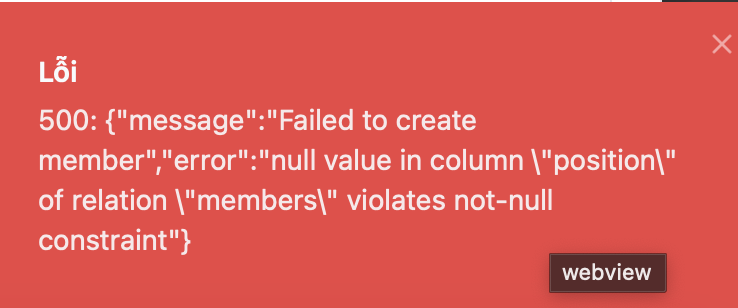 Lỗi
500: {"message":"Failed to create
member","error":"null value in column \"position\"
of relation \"members\" violates not-null
constraint"}
webview